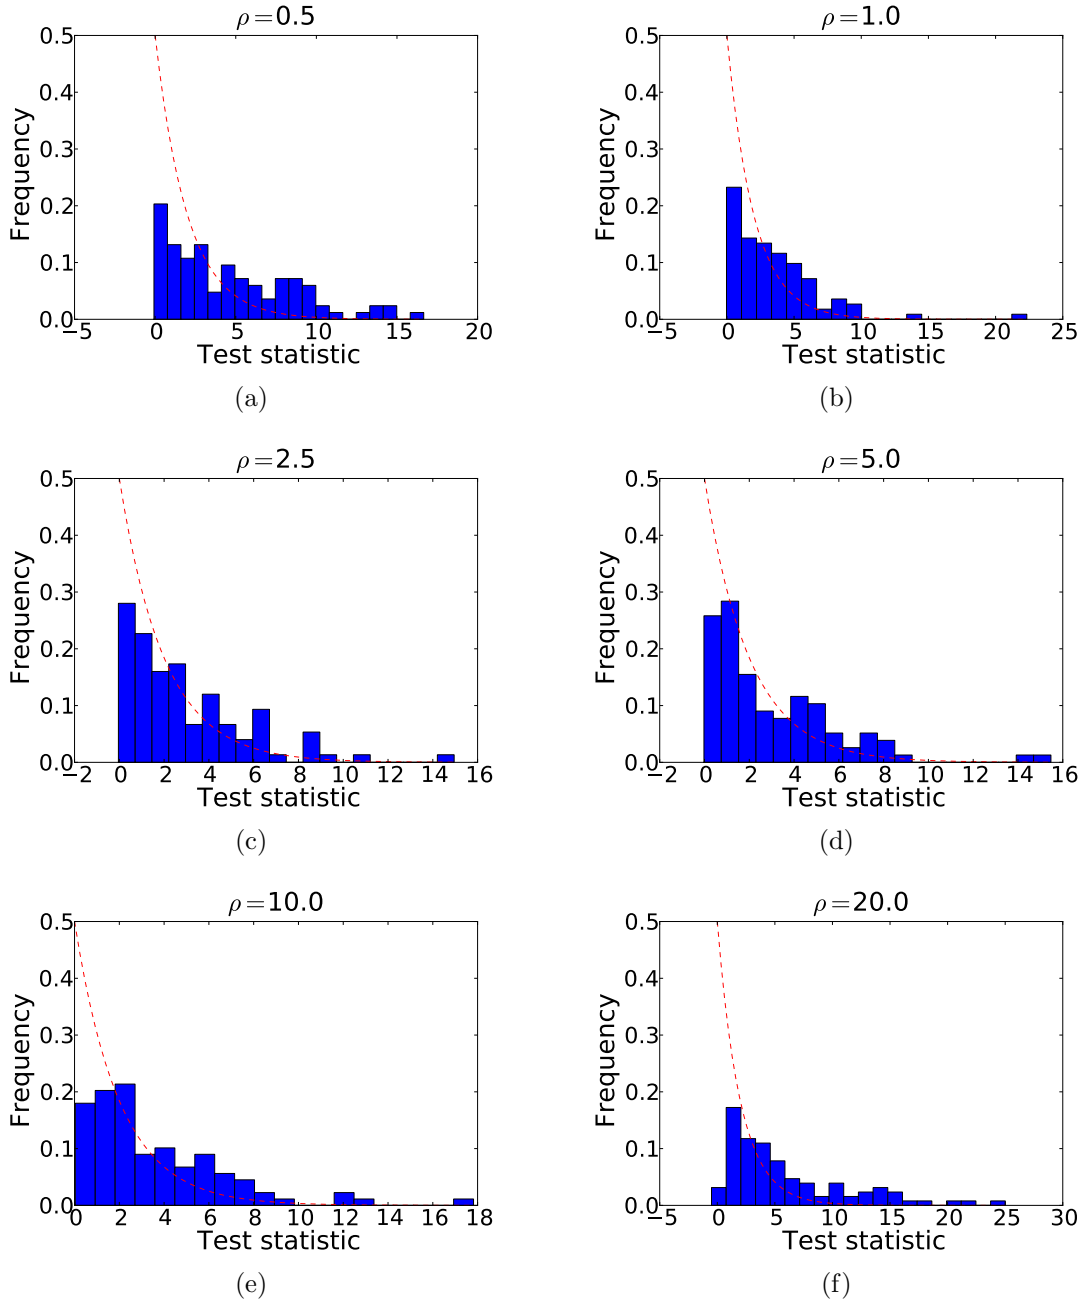 ρ=0.5
0.5
0.4
0.3
0.2
0.1
0.0
Frequency
−5 0 5 10 15 20
Test statistic
(a)
ρ=1.0
0.5
0.4
0.3
0.2
0.1
0.0
Frequency
−5 0 5 10 15 20 25
Test statistic
(b)
ρ=2.5
0.5
0.4
0.3
0.2
0.1
0.0
Frequency
−2 0 2 4 6 8 10 12 14 16
Test statistic
(c)
ρ=5.0
0.5
0.4
0.3
0.2
0.1
0.0
Frequency
−2 0 2 4 6 8 10 12 14 16
Test statistic
(d)
ρ=10.0
0.5
0.4
0.3
0.2
0.1
0.0
Frequency
0 2 4 6 8 10 12 14 16 18
Test statistic
(e)
ρ=20.0
0.5
0.4
0.3
0.2
0.1
0.0
Frequency
−5 0 5 10 15 20 25 30
Test statistic
(f)